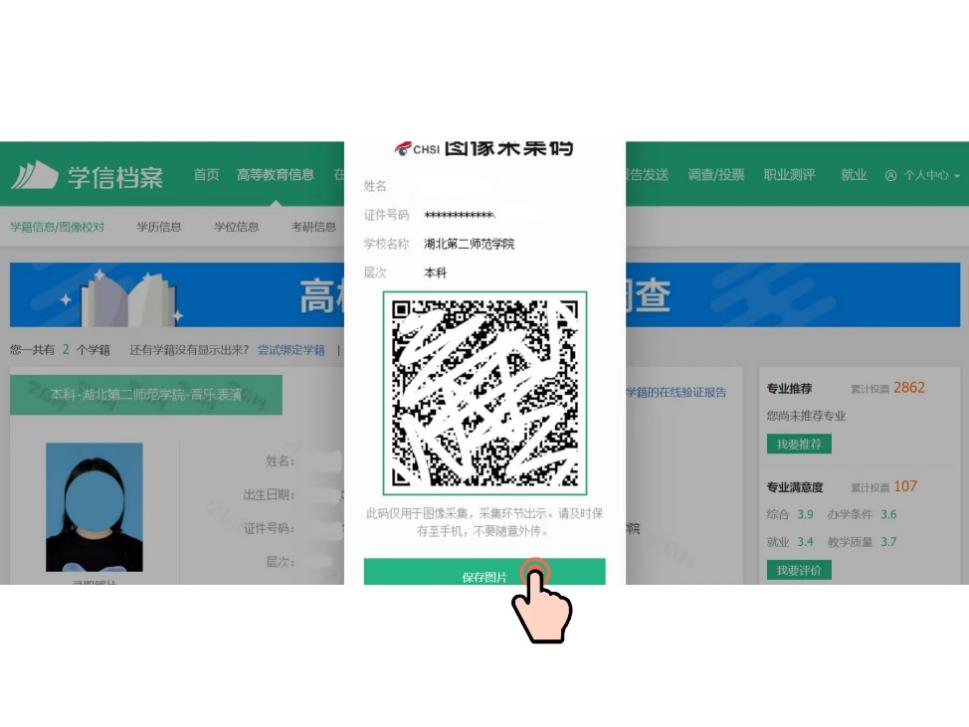 CHSI 图像采集码
学信档案 首页 高等教育信息 在
报告发送 调查/投票 职业测评 就业 个人中心
姓名
证件号码 ************.
学校名称 湖北第二师范学院
层次 本科
学籍信息/图像校对 学历信息 学位信息 考研信息
高 查
您一共有 2 个学籍 还有学籍没有显示出来? 尝试绑定学籍 |
本科-湖北第二师范学院-音乐表演
姓名:
出生日期:
证件号码:
层次:
录取照片
此码仅用于图像采集,采集环节出示。请及时保
存至手机,不要随意外传。
保存图片
学籍的在线验证报告
院
专业推荐 累计投票 2862
您尚未推荐专业
我要推荐
专业满意度 累计投票 107
综合 3.9 办学条件 3.6
就业 3.4 教学质量 3.7
我要评价